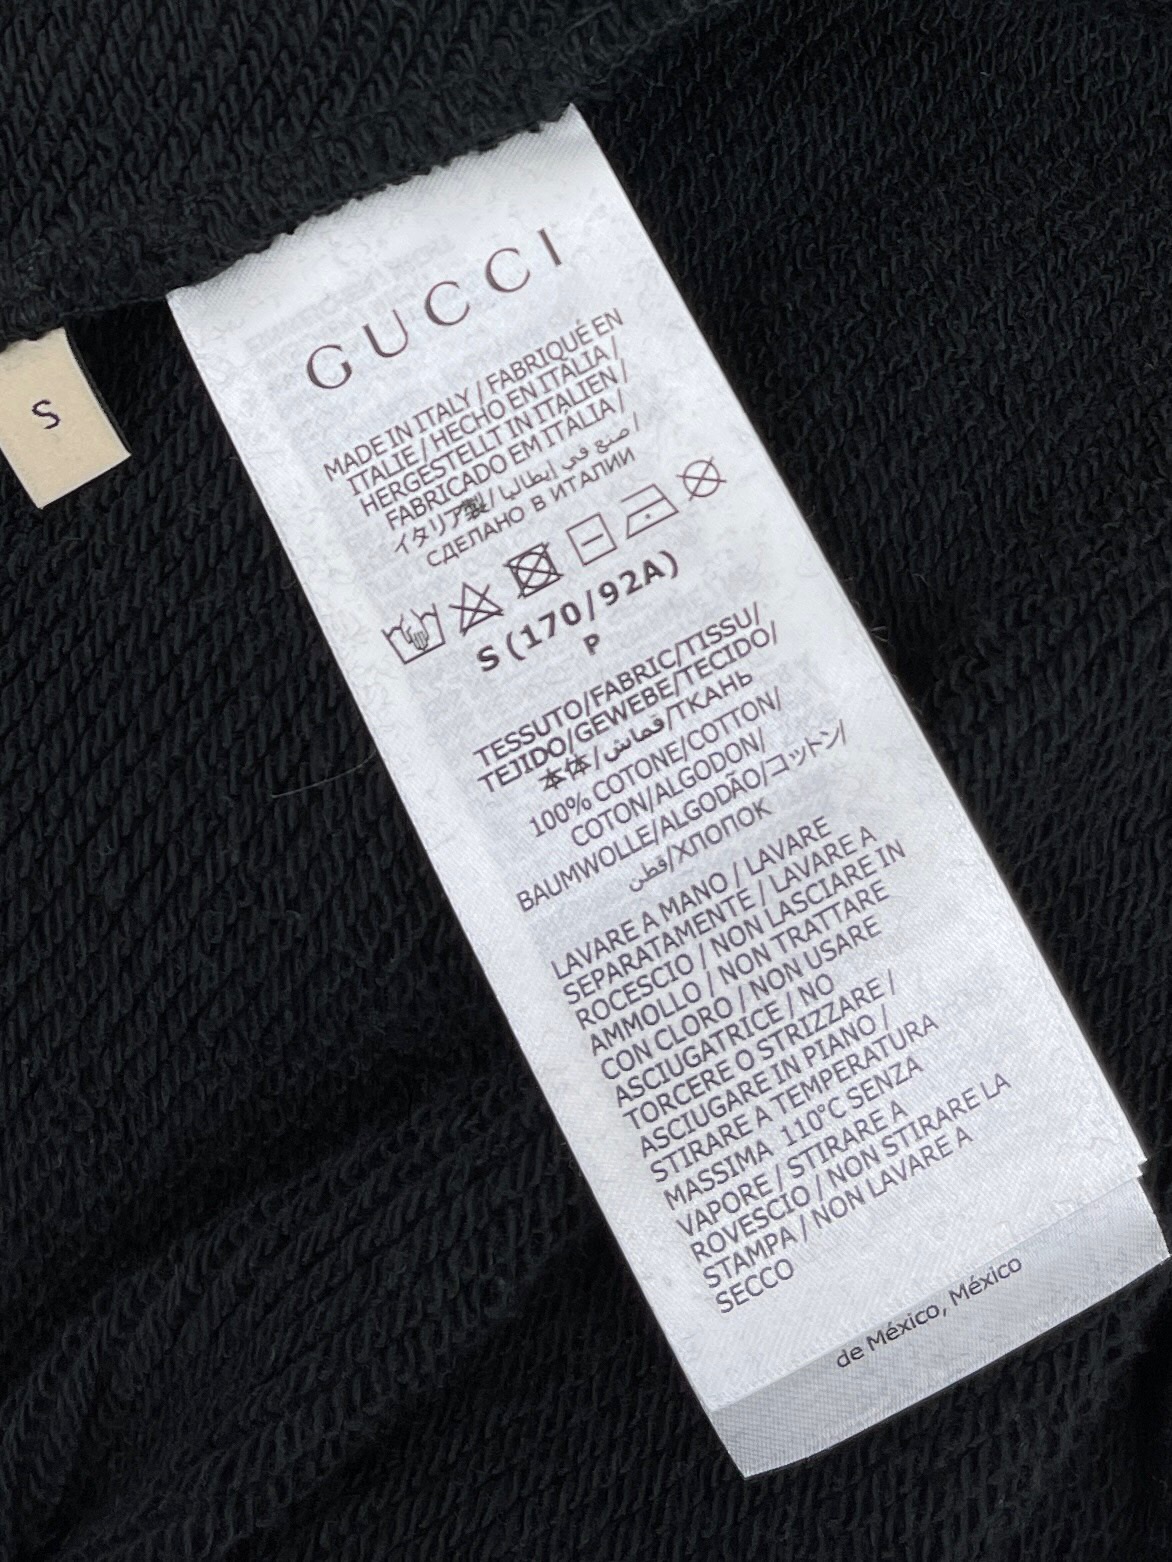 GUCCI
MADE IN ITALY / FABRIQUÉ EN
ITALIE / HECHO EN ITALIA /
HERGESTELLT IN ITALIEN /
FABRICADO EM ITÁLIA /
イタリア製 / صنع في إيطاليا /
СДЕЛАНО В ИТАЛИИ
S
S (170/92A)
P
TESSUTO/FABRIC/TISSU/
TEJIDO/GEWEBE/TECIDO/
本体/قماش/ТКАНЬ
100% COTONE/COTTON/
COTON/ALGODON/
BAUMWOLLE/ALGODÃO/コットン/
قطن/ХЛОПОК
LAVARE A MANO / LAVARE
SEPARATAMENTE / LAVARE A
ROCESCIO / NON LASCIARE IN
AMMOLLO / NON TRATTARE
CON CLORO / NON USARE
ASCIUGATRICE / NO
TORCERE O STRIZZARE /
ASCIUGARE IN PIANO /
STIRARE A TEMPERATURA
MASSIMA 110°C SENZA
VAPORE / STIRARE A
ROVESCIO / NON STIRARE LA
STAMPA / NON LAVARE A
SECCO
de México, México